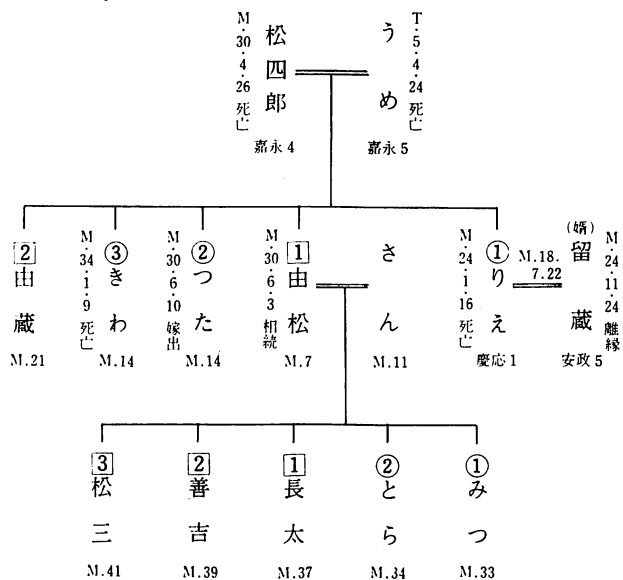 T・5・4・24 死亡
うめ
嘉永5
松四郎
M・30・4・26 死亡
嘉永4
M・24・11・24 離縁
(婿)
留蔵
安政5
M.18.
7.22
①りえ
M・24・1・16 死亡
慶応1
さん
M.11
1由松
M・30・6・3 相続
M.7
②つた
M・30・6・10 嫁出
M.14
③きわ
M・34・1・9 死亡
M.14
2由蔵
M.21
①みつ
M.33
②とら
M.34
1長太
M.37
2善吉
M.39
3松三
M.41